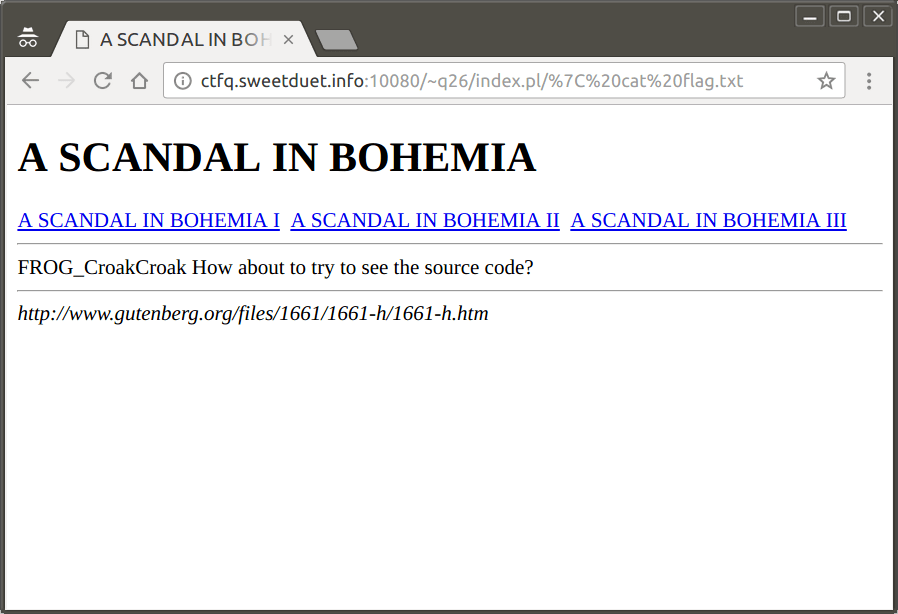 A SCANDAL IN BOH
ctfq.sweetduet.info:10080/~q26/index.pl/%7C%20cat%20flag.txt
A SCANDAL IN BOHEMIA
A SCANDAL IN BOHEMIA I A SCANDAL IN BOHEMIA II A SCANDAL IN BOHEMIA III
FROG_CroakCroak How about to try to see the source code?
http://www.gutenberg.org/files/1661/1661-h/1661-h.htm